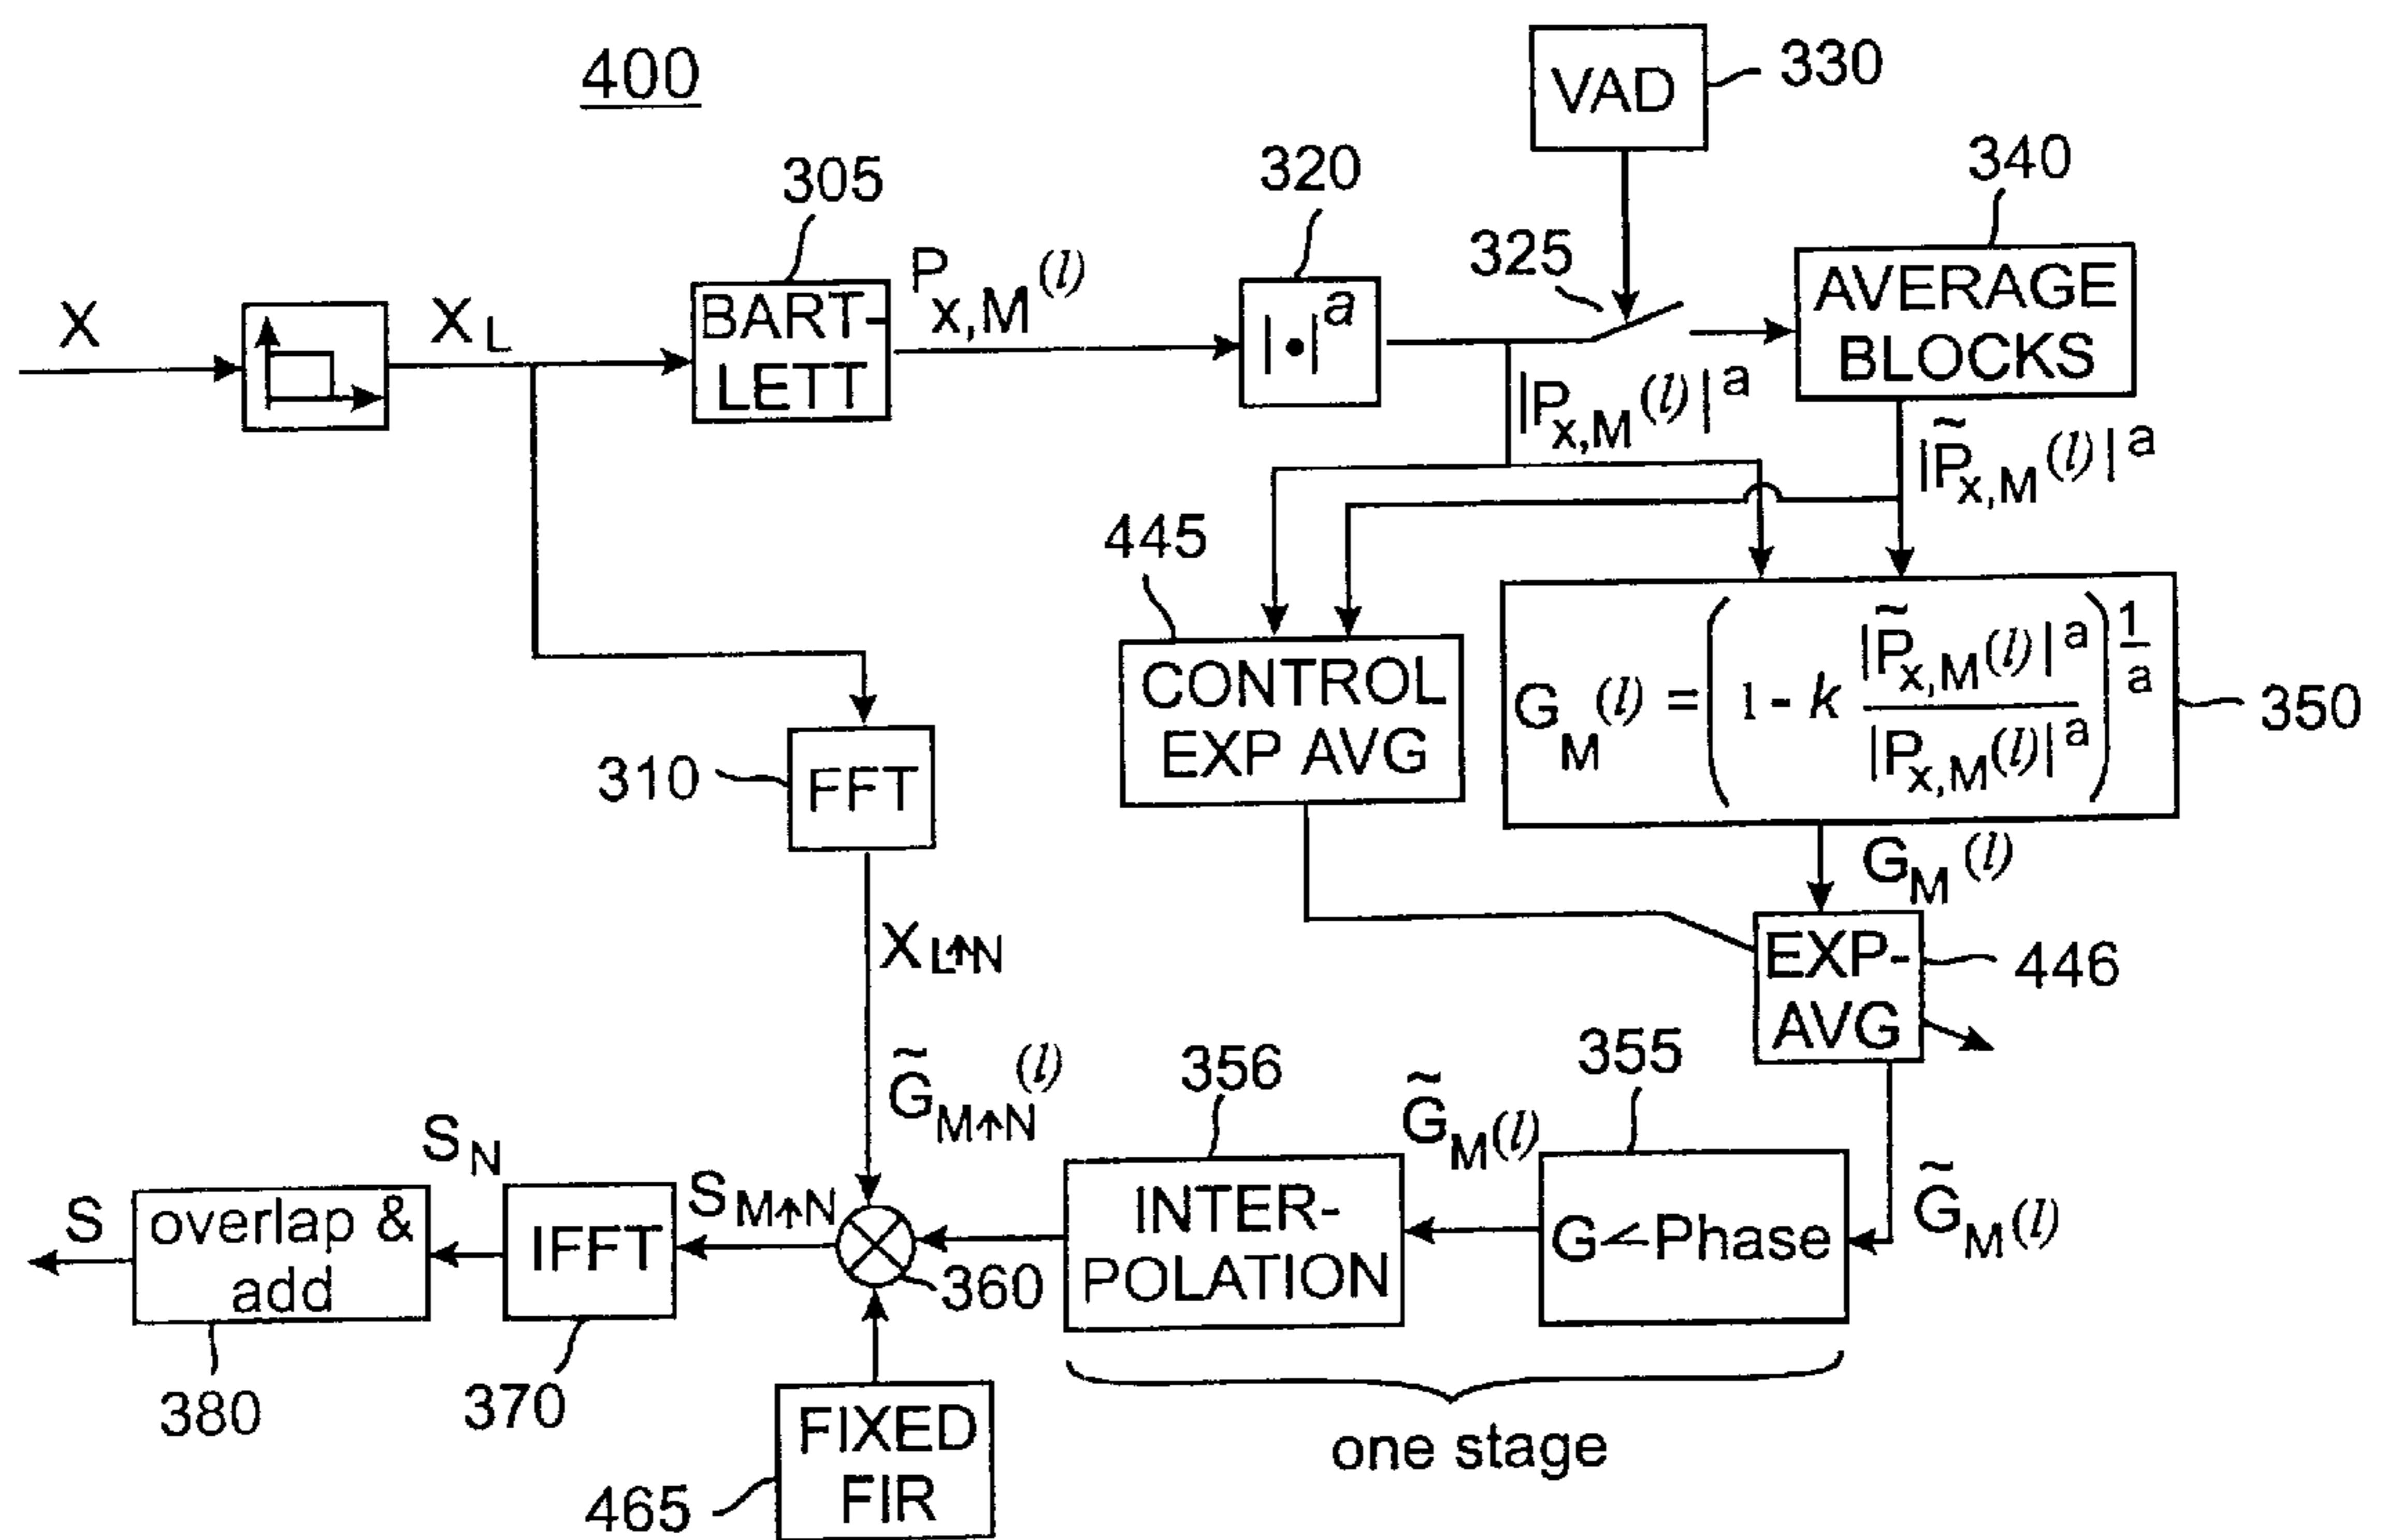 400
VAD
330
305
320
325
340
X
X L
BART-
LETT
P x,M (l)
|•| a
AVERAGE
BLOCKS
|P x,M (l)| a
|P̃ x,M (l)| a
445
CONTROL
EXP AVG
G M (l) = ( 1 - k |P̃ x,M (l)| a / |P x,M (l)| a ) 1/a
350
310
FFT
G M (l)
X L↑N
EXP-
AVG
446
G̃ M↑N (l)
356
G̃ M (l)
355
G̃ M (l)
S
overlap &
add
S N
IFFT
S M↑N
360
INTER-
POLATION
G<Phase
380
370
FIXED
FIR
465
one stage